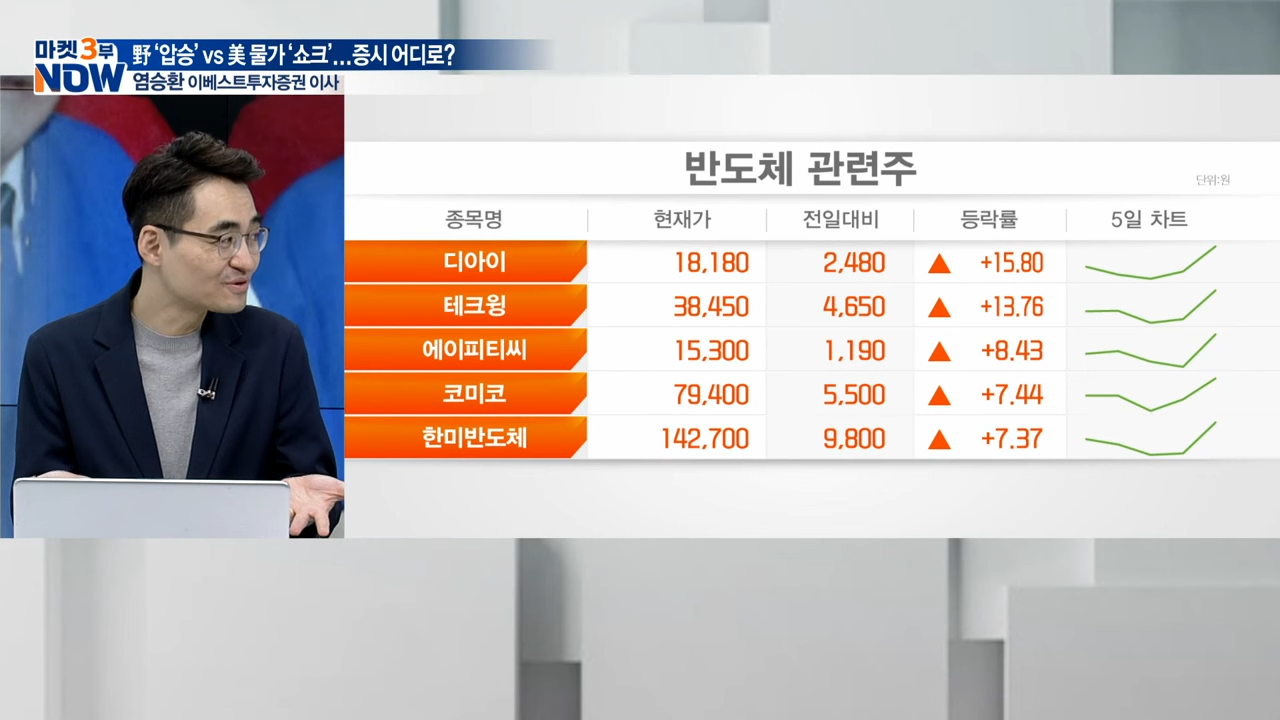 마켓 3부
NOW
野 ‘압승’ vs 美 물가 ‘쇼크’…증시 어디로?
염승환 이베스트투자증권 이사
반도체 관련주
단위:원
종목명 현재가 전일대비 등락률 5일 차트
디아이 18,180 2,480 ▲ +15.80
테크윙 38,450 4,650 ▲ +13.76
에이피티씨 15,300 1,190 ▲ +8.43
코미코 79,400 5,500 ▲ +7.44
한미반도체 142,700 9,800 ▲ +7.37